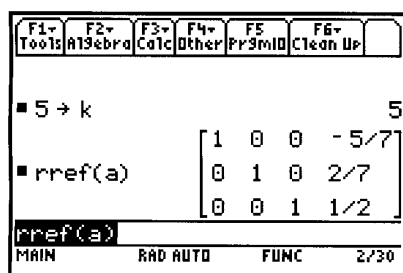 F1 F2 F3 F4 F5 F6
Tools Algebra Calc Other PrgmIO Clean Up
5 → k 5
1 0 0 -5/7
rref(a) 0 1 0 2/7
0 0 1 1/2
rref(a)
MAIN RAD AUTO FUNC 2/30